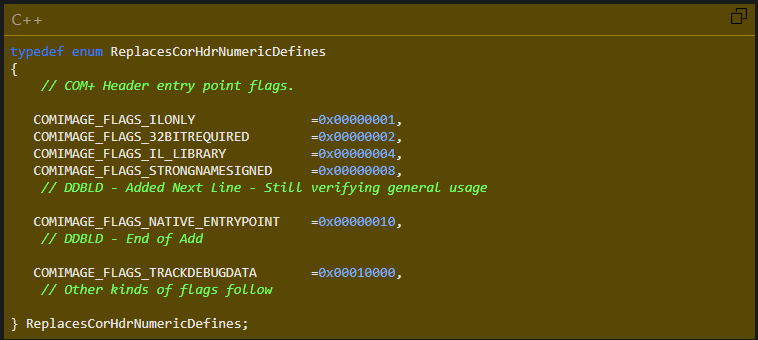 C++
typedef enum ReplacesCorHdrNumericDefines
{
// COM+ Header entry point flags.
COMIMAGE_FLAGS_ILONLY =0x00000001,
COMIMAGE_FLAGS_32BITREQUIRED =0x00000002,
COMIMAGE_FLAGS_IL_LIBRARY =0x00000004,
COMIMAGE_FLAGS_STRONGNAMESIGNED =0x00000008,
// DDBLD - Added Next Line - Still verifying general usage
COMIMAGE_FLAGS_NATIVE_ENTRYPOINT =0x00000010,
// DDBLD - End of Add
COMIMAGE_FLAGS_TRACKDEBUGDATA =0x00010000,
// Other kinds of flags follow
} ReplacesCorHdrNumericDefines;